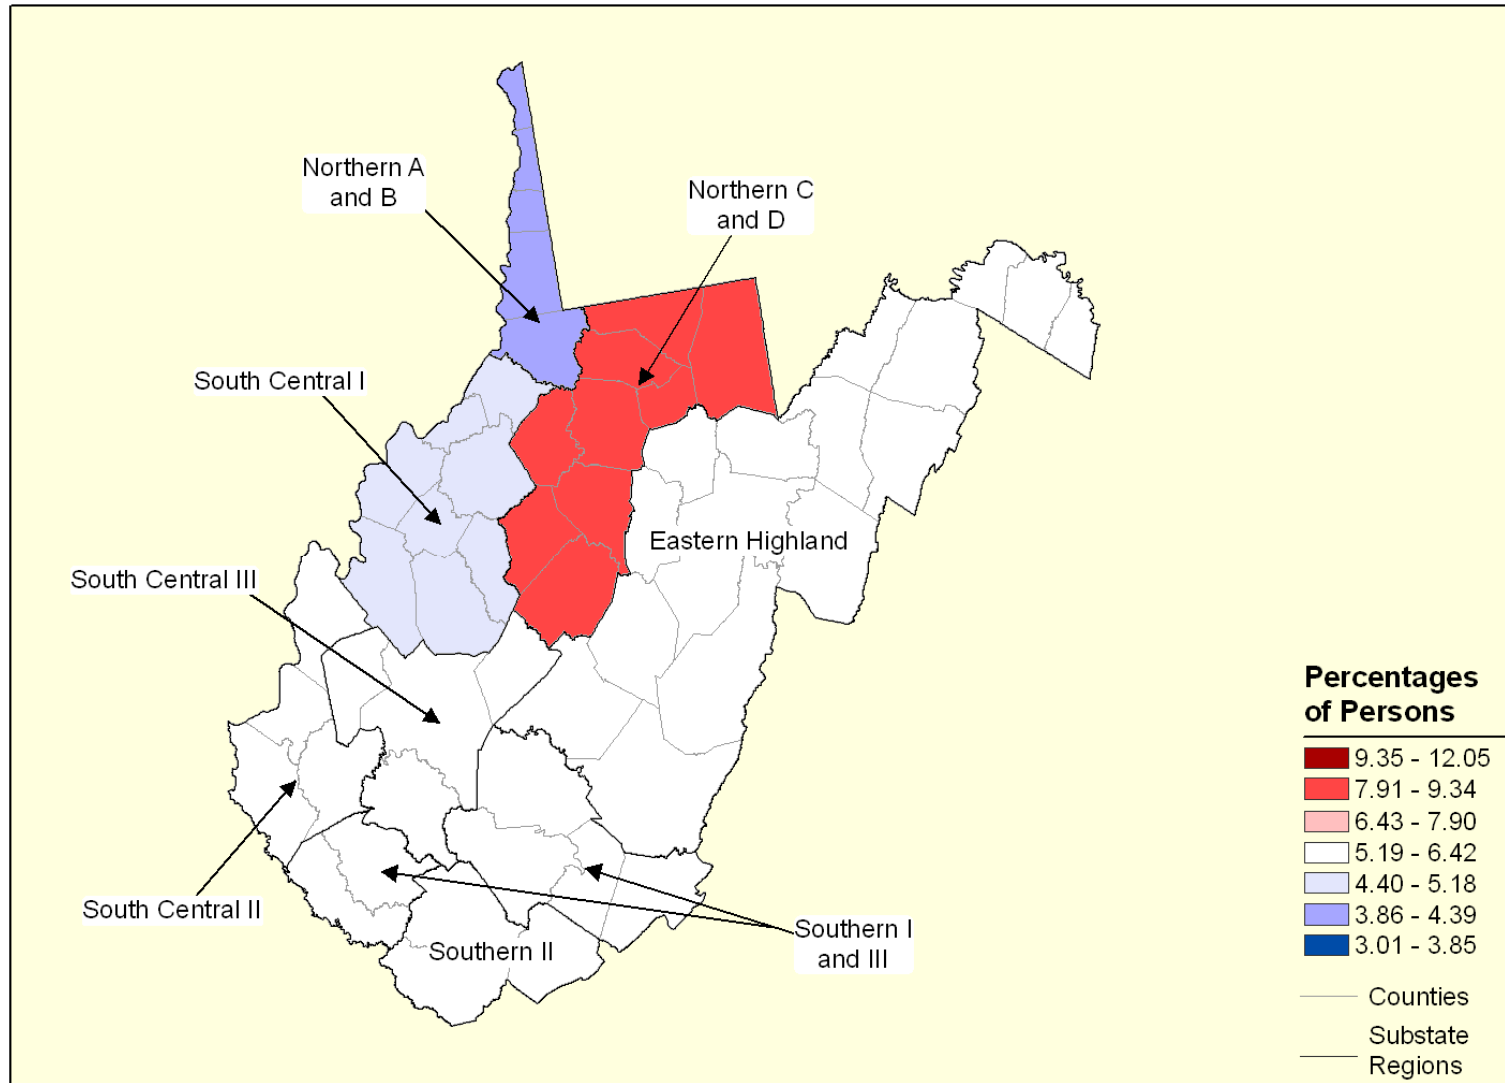 Northern A
and B
Northern C
and D
South Central I
Eastern Highland
South Central III
South Central II
Southern II
Southern I
and III
Percentages
of Persons
9.35 - 12.05
7.91 - 9.34
6.43 - 7.90
5.19 - 6.42
4.40 - 5.18
3.86 - 4.39
3.01 - 3.85
Counties
Substate
Regions